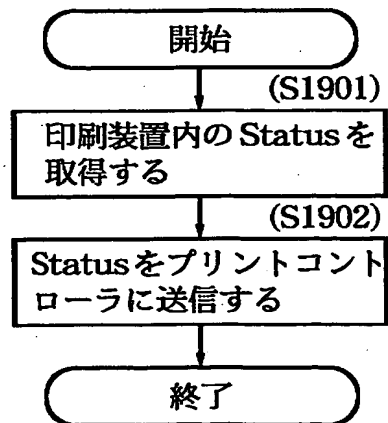 開始
(S1901)
印刷装置内のStatusを
取得する
(S1902)
Statusをプリントコント
ローラに送信する
終了